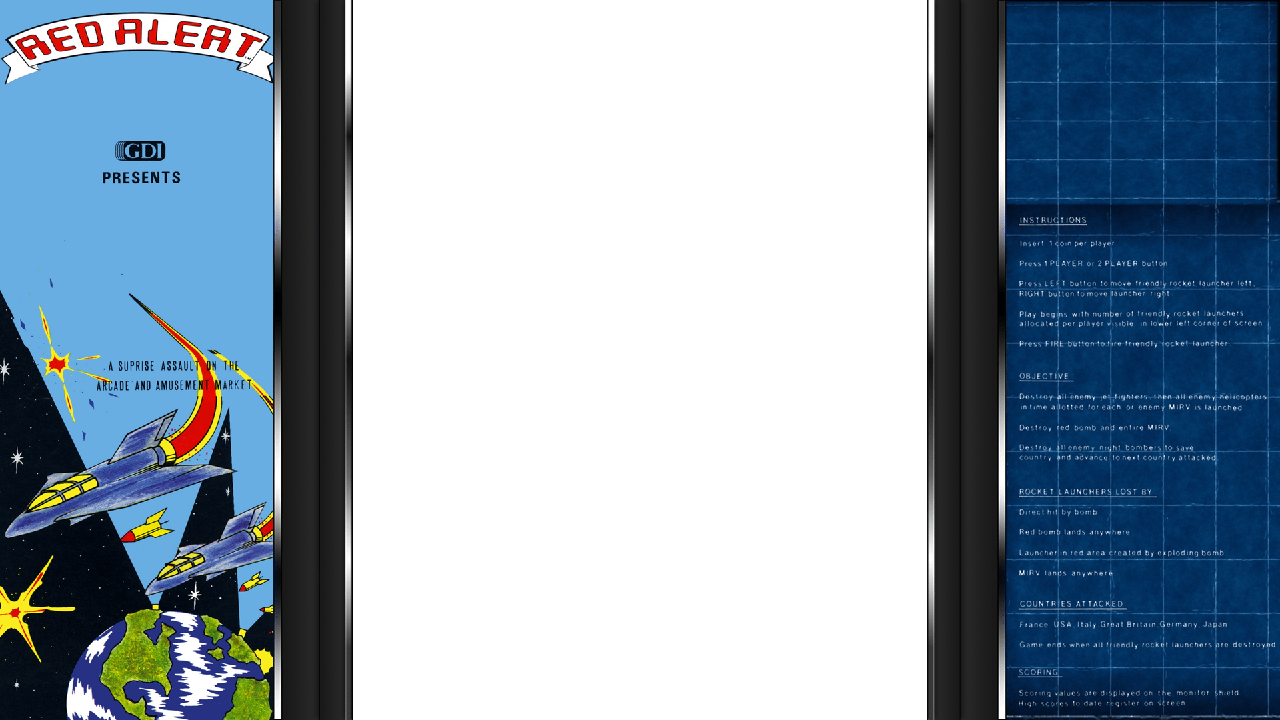 RED ALERT
GDI
PRESENTS
A SUPRISE ASSAULT ON THE
ARCADE AND AMUSEMENT MARKET
INSTRUCTIONS
Insert 1 coin per player
Press 1 PLAYER or 2 PLAYER button
Press LEFT button to move friendly rocket launcher left,
RIGHT button to move launcher right
Play begins with number of friendly rocket launchers
allocated per player visible in lower left corner of screen
Press FIRE button to fire friendly rocket launcher
OBJECTIVE
Destroy all enemy jet fighters, then all enemy helicopters
in time allotted for each, or enemy MIRV is launched
Destroy red bomb and entire MIRV
Destroy all enemy night bombers to save
country and advance to next country attacked
ROCKET LAUNCHERS LOST BY
Direct hit by bomb
Red bomb lands anywhere
Launcher in red area created by exploding bomb
MIRV lands anywhere
COUNTRIES ATTACKED
France, USA, Italy, Great Britain, Germany, Japan
Game ends when all friendly rocket launchers are destroyed
SCORING
Scoring values are displayed on the monitor shield
High scores to date register on screen